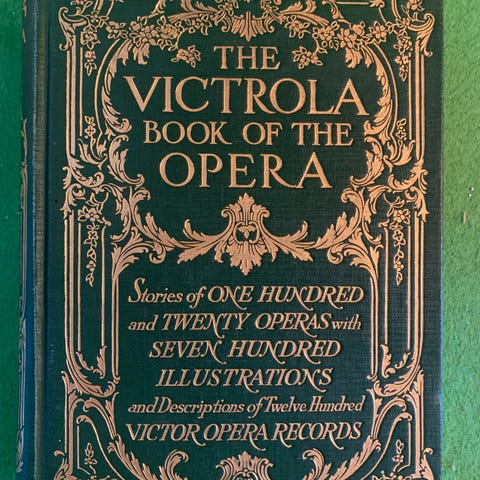 THE
VICTROLA
BOOK OF THE
OPERA
Stories of ONE HUNDRED
and TWENTY OPERAS with
SEVEN HUNDRED
ILLUSTRATIONS
and Descriptions of Twelve Hundred
VICTOR OPERA RECORDS